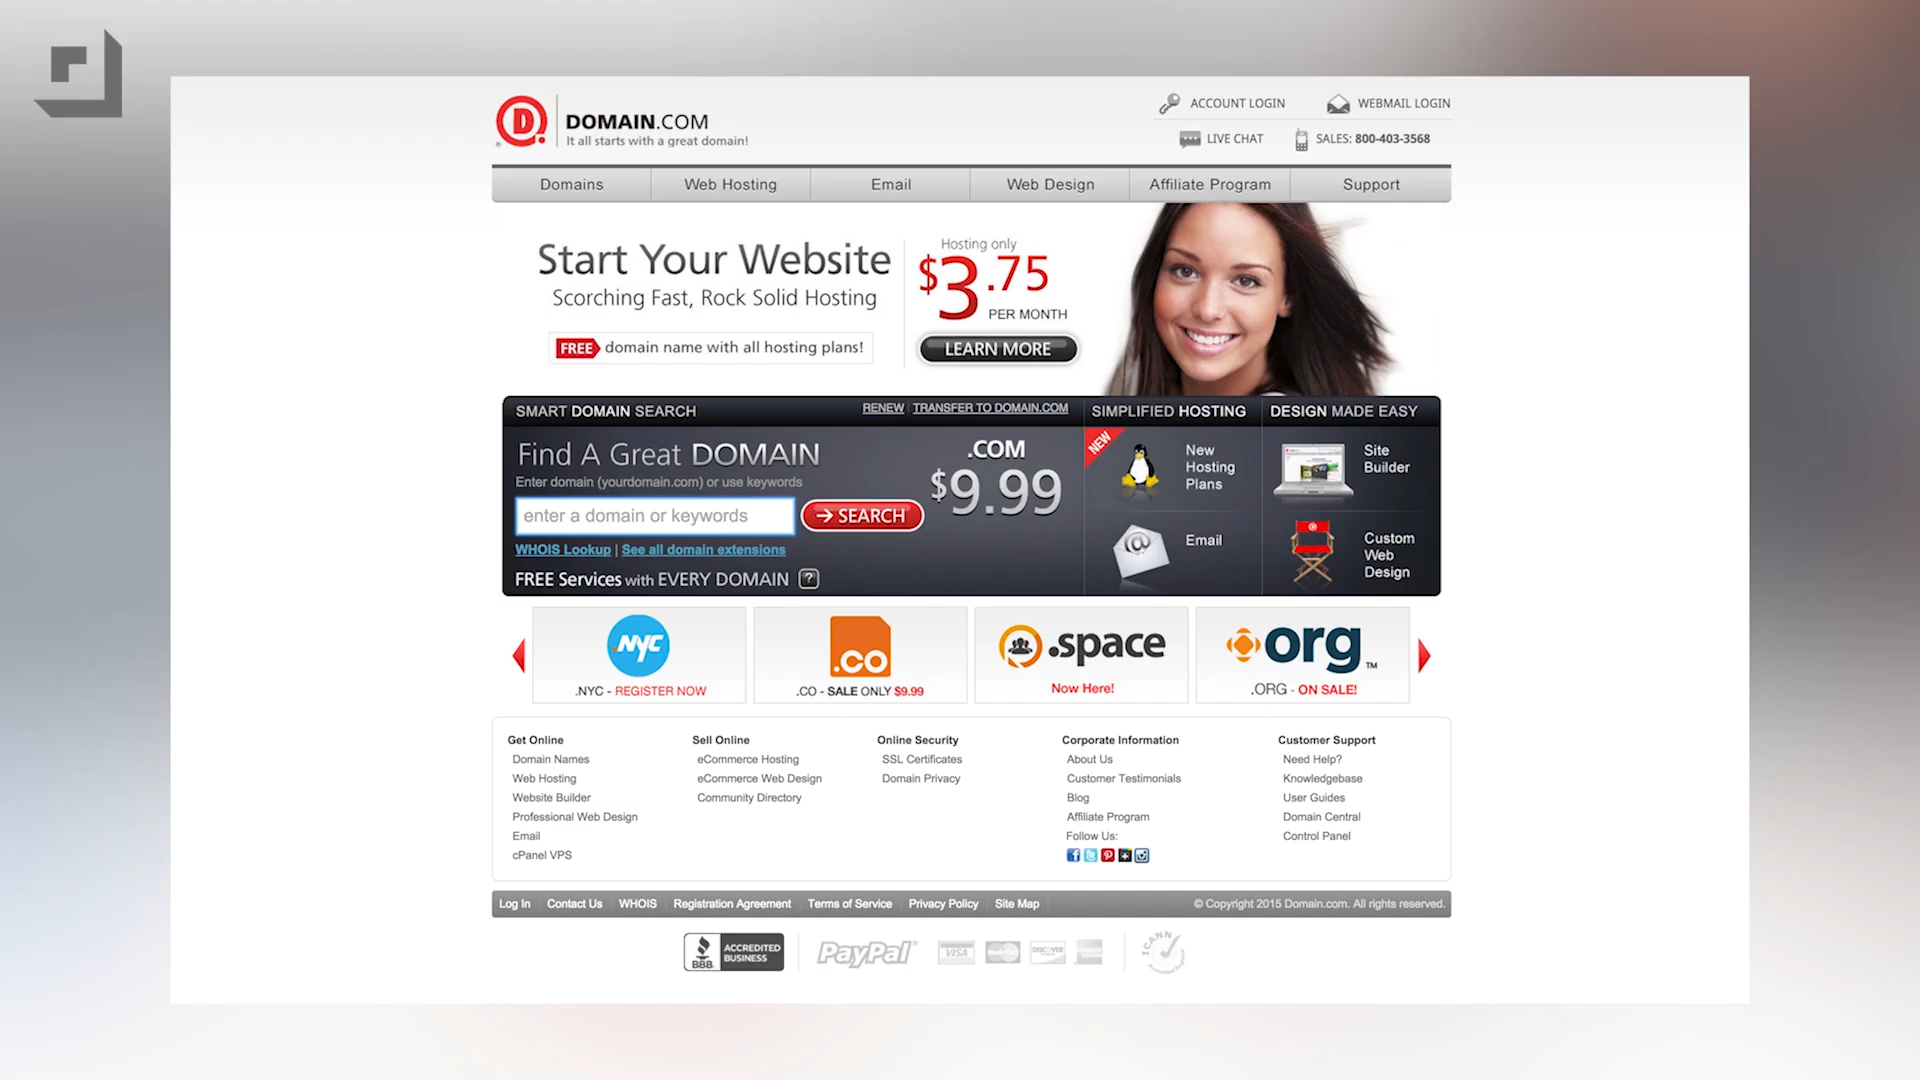 ACCOUNT LOGIN
WEBMAIL LOGIN
DOMAIN.COM
It all starts with a great domain!
LIVE CHAT
SALES: 800-403-3568
Domains
Web Hosting
Email
Web Design
Affiliate Program
Support
Start Your Website
Scorching Fast, Rock Solid Hosting
FREE domain name with all hosting plans!
Hosting only
$3.75
PER MONTH
LEARN MORE
SMART DOMAIN SEARCH
RENEW | TRANSFER TO DOMAIN.COM
SIMPLIFIED HOSTING
DESIGN MADE EASY
Find A Great DOMAIN
Enter domain (yourdomain.com) or use keywords
enter a domain or keywords
SEARCH
WHOIS Lookup | See all domain extensions
FREE Services with EVERY DOMAIN ?
.COM
$9.99
NEW
New
Hosting
Plans
Email
Site
Builder
Custom
Web
Design
.NYC
.NYC - REGISTER NOW
.co
.CO - SALE ONLY $9.99
.space
Now Here!
org™
.ORG - ON SALE!
Get Online
Domain Names
Web Hosting
Website Builder
Professional Web Design
Email
cPanel VPS
Sell Online
eCommerce Hosting
eCommerce Web Design
Community Directory
Online Security
SSL Certificates
Domain Privacy
Corporate Information
About Us
Customer Testimonials
Blog
Affiliate Program
Follow Us:
Customer Support
Need Help?
Knowledgebase
User Guides
Domain Central
Control Panel
Log In
Contact Us
WHOIS
Registration Agreement
Terms of Service
Privacy Policy
Site Map
© Copyright 2015 Domain.com. All rights reserved.
BBB.
ACCREDITED
BUSINESS
PayPal
VISA
DISCOVER
ICANN